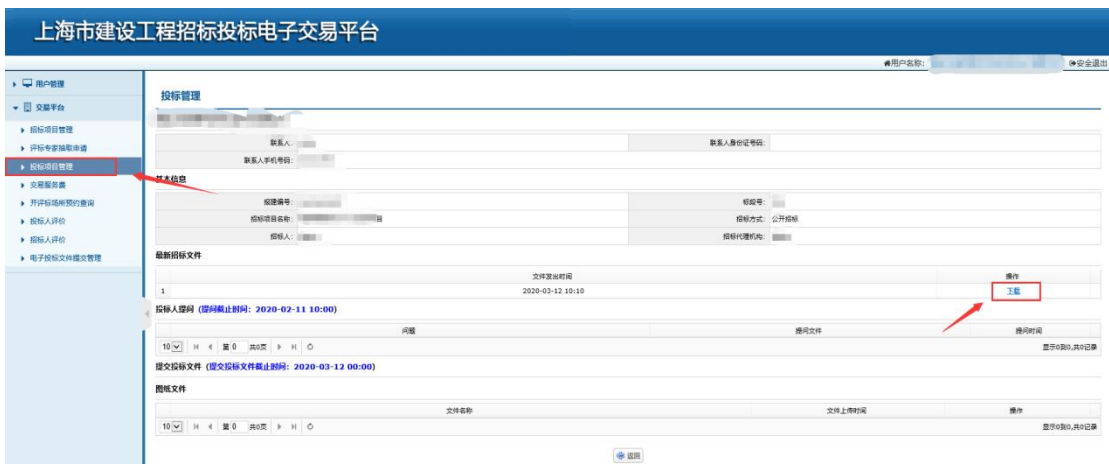 上海市建设工程招标投标电子交易平台
用户名称: 安全退出
用户管理
交易平台
招标项目管理
评标专家抽取申请
投标项目管理
交易服务费
开评标场所预约查询
投标人评价
招标人评价
电子投标文件提交管理
投标管理
联系人: 联系人身份证号码:
联系人手机号码:
基本信息
报建编号: 标段号:
招标项目名称: 目 招标方式: 公开招标
招标人: 招标代理机构:
最新招标文件
文件发出时间 操作
1 2020-03-12 10:10 下载
投标人提问 (提问截止时间: 2020-02-11 10:00)
问题 提问文件 提问时间
10 第 0 共0页 显示0到0,共0记录
提交投标文件 (提交投标文件截止时间: 2020-03-12 00:00)
图纸文件
文件名称 文件上传时间 操作
10 第 0 共0页 显示0到0,共0记录
返回